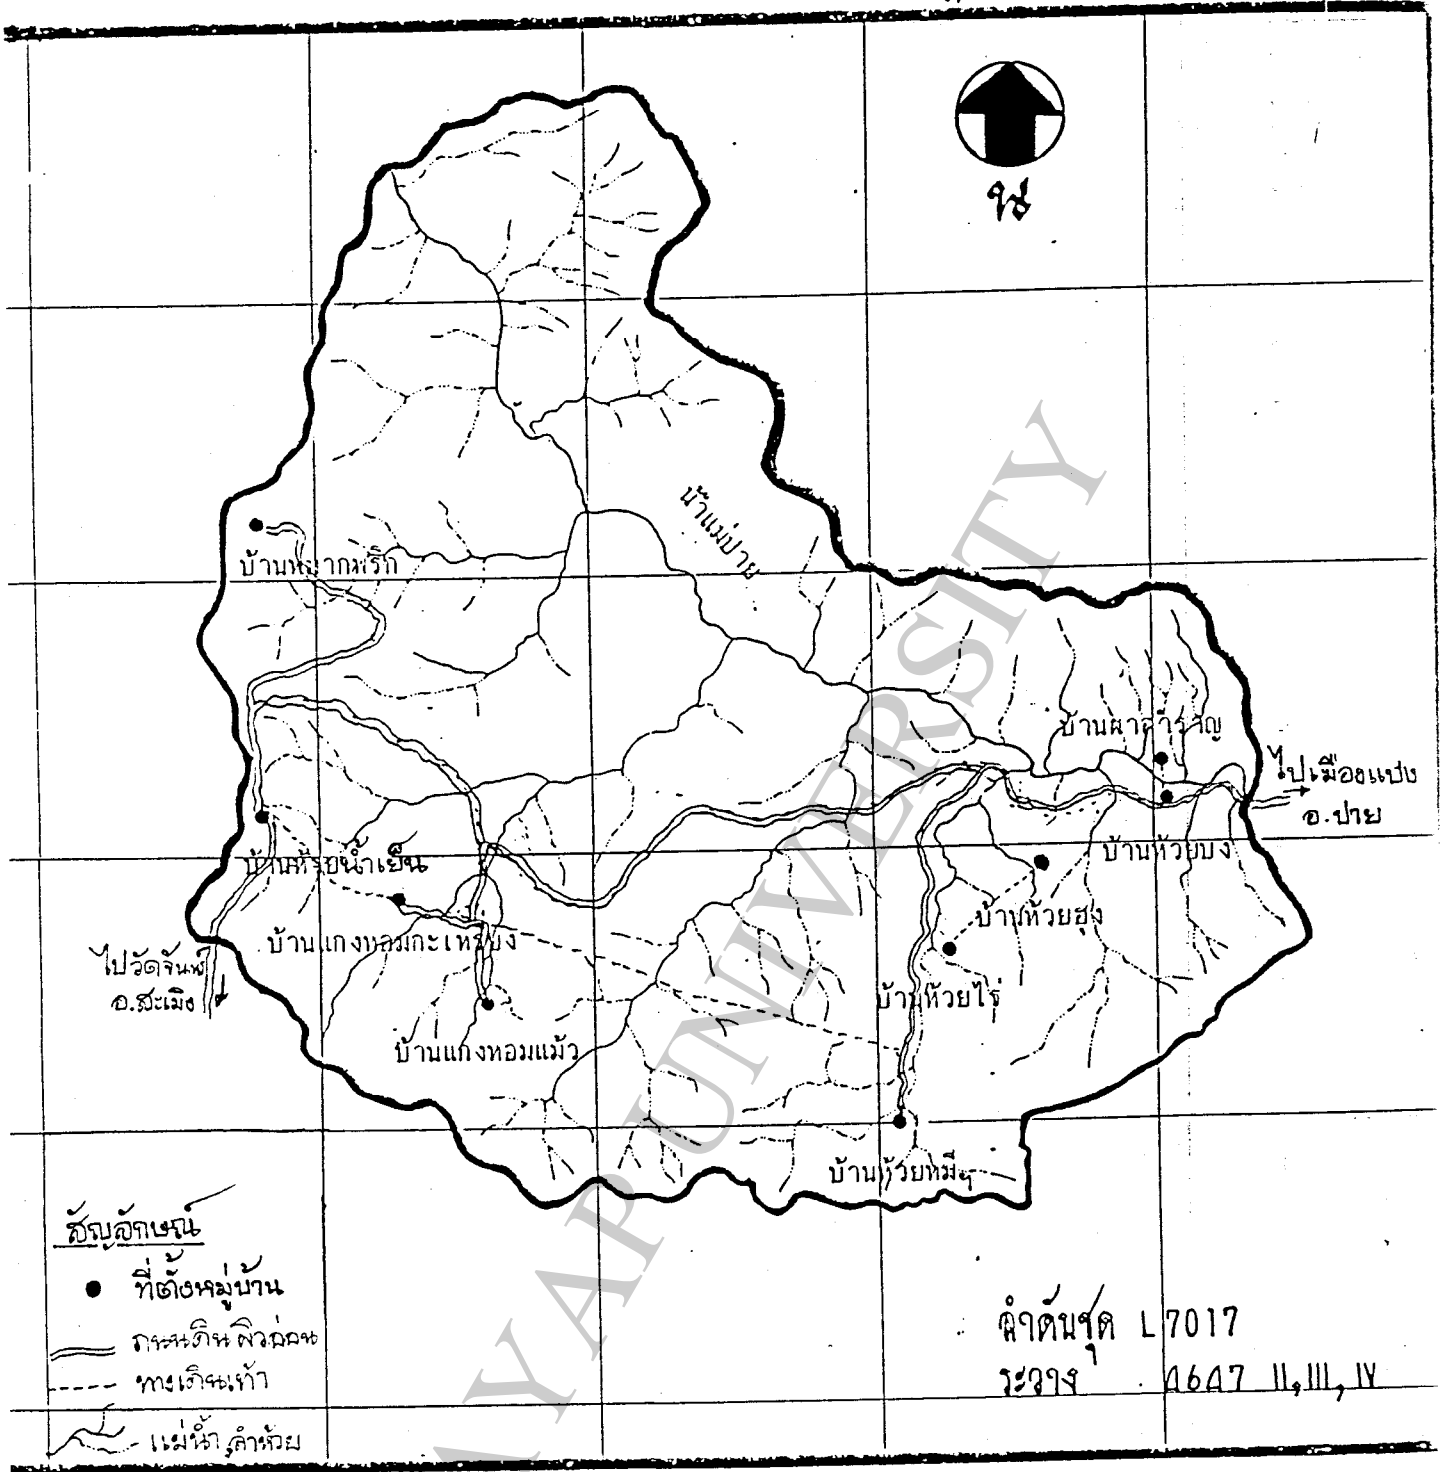 น
น้ำแม่ปาย
บ้านหมากพริก
บ้านผาสำราญ
ไปเมืองแปง
อ.ปาย
บ้านห้วยบง
บ้านห้วยน้ำเย็น
บ้านห้วยฮุง
บ้านแกงหอมกะเหรี่ยง
ไปวัดจันทร์
อ.สะเมิง
บ้านห้วยไร่
บ้านแกงหอมแม้ว
บ้านห้วยหมี
สัญลักษณ์
ที่ตั้งหมู่บ้าน
ถนนดินผิวอ่อน
ทางเดินเท้า
แม่น้ำ,ลำห้วย
ลำดับชุด L7017
ระวาง 4647 II,III,IV
YAP UNIVERSITY